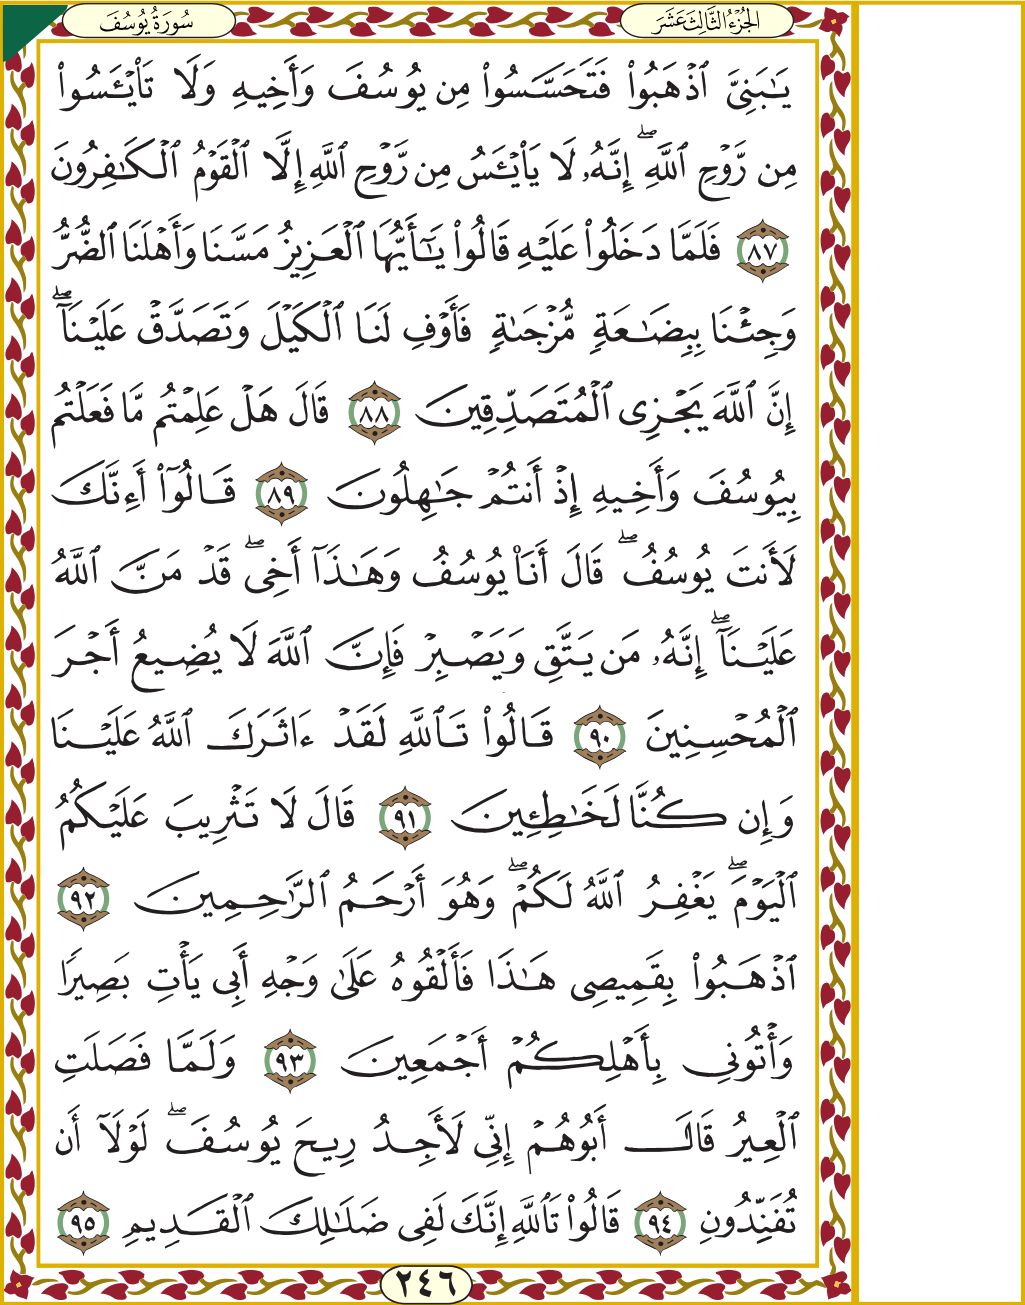 الجُزْءُ الثَّالِثَ عَشَرَ
سُورَةُ يُوسُفَ
يَٰبَنِىَّ ٱذْهَبُوا۟ فَتَحَسَّسُوا۟ مِن يُوسُفَ وَأَخِيهِ وَلَا تَا۟يْـَٔسُوا۟
مِن رَّوْحِ ٱللَّهِۖ إِنَّهُۥ لَا يَا۟يْـَٔسُ مِن رَّوْحِ ٱللَّهِ إِلَّا ٱلْقَوْمُ ٱلْكَٰفِرُونَ
٨٧ فَلَمَّا دَخَلُوا۟ عَلَيْهِ قَالُوا۟ يَٰٓأَيُّهَا ٱلْعَزِيزُ مَسَّنَا وَأَهْلَنَا ٱلضُّرُّ
وَجِئْنَا بِبِضَٰعَةٍ مُّزْجَىٰةٍ فَأَوْفِ لَنَا ٱلْكَيْلَ وَتَصَدَّقْ عَلَيْنَآۖ
إِنَّ ٱللَّهَ يَجْزِى ٱلْمُتَصَدِّقِينَ ٨٨ قَالَ هَلْ عَلِمْتُم مَّا فَعَلْتُم
بِيُوسُفَ وَأَخِيهِ إِذْ أَنتُمْ جَٰهِلُونَ ٨٩ قَالُوٓا۟ أَءِنَّكَ
لَأَنتَ يُوسُفُۖ قَالَ أَنَا۠ يُوسُفُ وَهَٰذَآ أَخِىۖ قَدْ مَنَّ ٱللَّهُ
عَلَيْنَآۖ إِنَّهُۥ مَن يَتَّقِ وَيَصْبِرْ فَإِنَّ ٱللَّهَ لَا يُضِيعُ أَجْرَ
ٱلْمُحْسِنِينَ ٩٠ قَالُوا۟ تَٱللَّهِ لَقَدْ ءَاثَرَكَ ٱللَّهُ عَلَيْنَا
وَإِن كُنَّا لَخَٰطِـِٔينَ ٩١ قَالَ لَا تَثْرِيبَ عَلَيْكُمُ
ٱلْيَوْمَۖ يَغْفِرُ ٱللَّهُ لَكُمْۖ وَهُوَ أَرْحَمُ ٱلرَّٰحِمِينَ ٩٢
ٱذْهَبُوا۟ بِقَمِيصِى هَٰذَا فَأَلْقُوهُ عَلَىٰ وَجْهِ أَبِى يَأْتِ بَصِيرًا
وَأْتُونِى بِأَهْلِكُمْ أَجْمَعِينَ ٩٣ وَلَمَّا فَصَلَتِ
ٱلْعِيرُ قَالَ أَبُوهُمْ إِنِّى لَأَجِدُ رِيحَ يُوسُفَۖ لَوْلَآ أَن
تُفَنِّدُونِ ٩٤ قَالُوا۟ تَٱللَّهِ إِنَّكَ لَفِى ضَلَٰلِكَ ٱلْقَدِيمِ ٩٥
٢٤٦